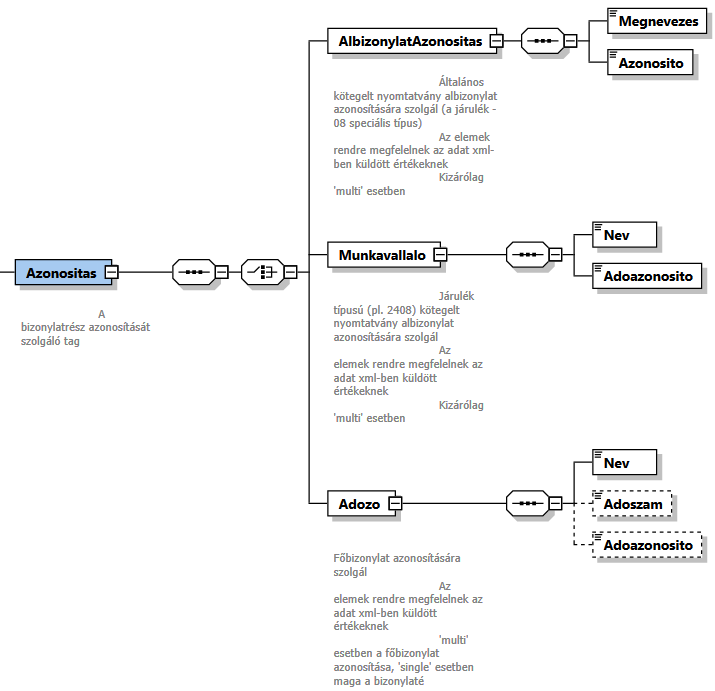 AlbizonylatAzonositas
Megnevezes
Azonosito
Általános
kötegelt nyomtatvány albizonylat
azonosítására szolgál (a járulék -
08 speciális típus)
Az elemek
rendre megfelelnek az adat xml-
ben küldött értékeknek
Kizárólag
'multi' esetben
Azonositas
A
bizonylatrész azonosítását
szolgáló tag
Munkavallalo
Nev
Adoazonosito
Járulék
típusú (pl. 2408) kötegelt
nyomtatvány albizonylat
azonosítására szolgál
Az
elemek rendre megfelelnek az
adat xml-ben küldött
értékeknek
Kizárólag
'multi' esetben
Adozo
Nev
Adoszam
Adoazonosito
Főbizonylat azonosítására
szolgál
Az
elemek rendre megfelelnek az
adat xml-ben küldött
értékeknek
'multi'
esetben a főbizonylat
azonosítása, 'single' esetben
maga a bizonylaté